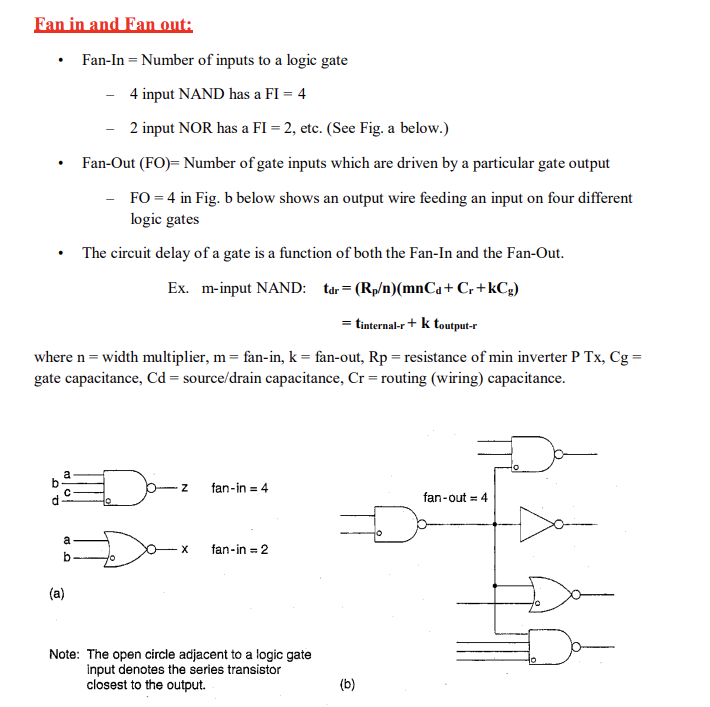 Fan in and Fan out:
• Fan-In = Number of inputs to a logic gate
– 4 input NAND has a FI = 4
– 2 input NOR has a FI = 2, etc. (See Fig. a below.)
• Fan-Out (FO)= Number of gate inputs which are driven by a particular gate output
– FO = 4 in Fig. b below shows an output wire feeding an input on four different
logic gates
• The circuit delay of a gate is a function of both the Fan-In and the Fan-Out.
Ex. m-input NAND: tdr = (Rp/n)(mnCd + Cr + kCg)
= tinternal-r + k toutput-r
where n = width multiplier, m = fan-in, k = fan-out, Rp = resistance of min inverter P Tx, Cg =
gate capacitance, Cd = source/drain capacitance, Cr = routing (wiring) capacitance.
a
b
c
d
z fan-in = 4
a
b
x fan-in = 2
(a)
fan-out = 4
Note: The open circle adjacent to a logic gate
input denotes the series transistor
closest to the output.
(b)